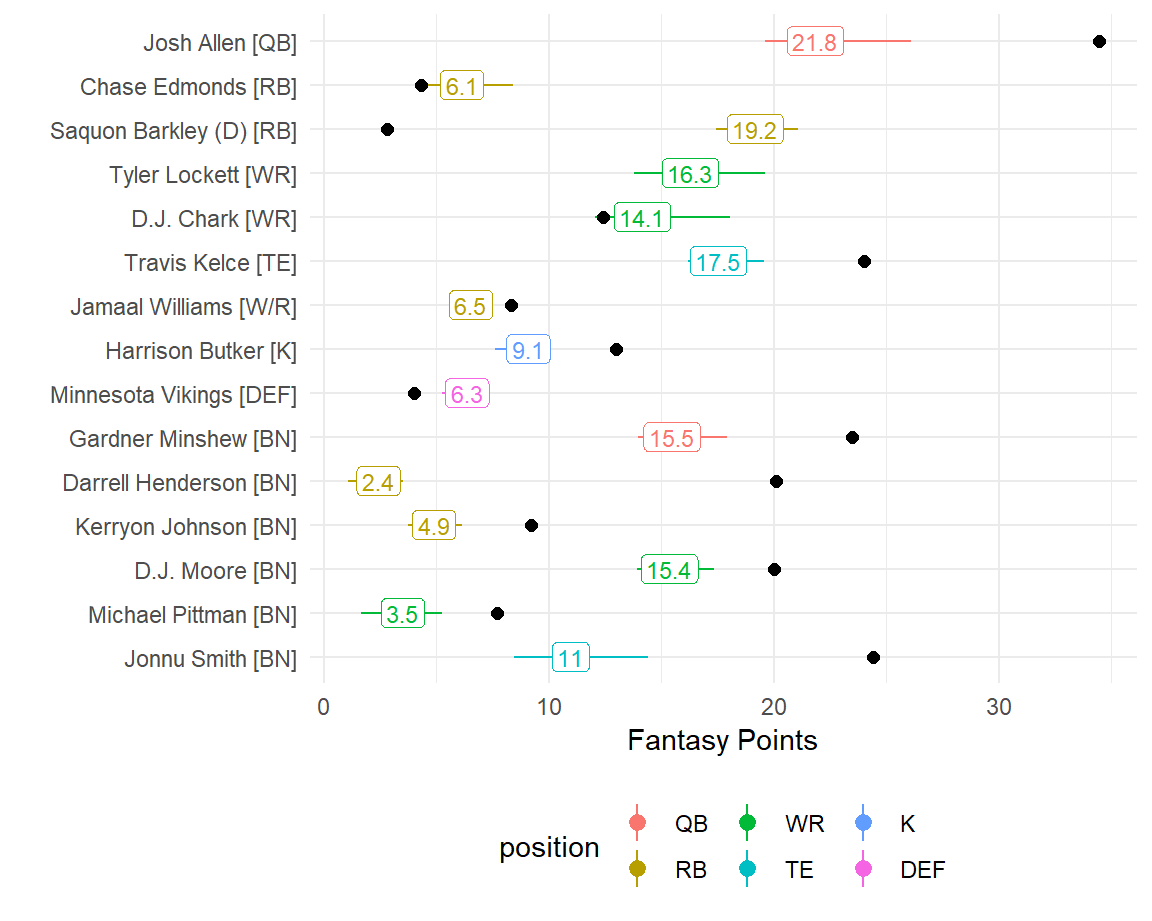 Josh Allen [QB] 21.8
Chase Edmonds [RB] 6.1
Saquon Barkley (D) [RB] 19.2
Tyler Lockett [WR] 16.3
D.J. Chark [WR] 14.1
Travis Kelce [TE] 17.5
Jamaal Williams [W/R] 6.5
Harrison Butker [K] 9.1
Minnesota Vikings [DEF] 6.3
Gardner Minshew [BN] 15.5
Darrell Henderson [BN] 2.4
Kerryon Johnson [BN] 4.9
D.J. Moore [BN] 15.4
Michael Pittman [BN] 3.5
Jonnu Smith [BN] 11
0 10 20 30
Fantasy Points
position
QB WR K
RB TE DEF